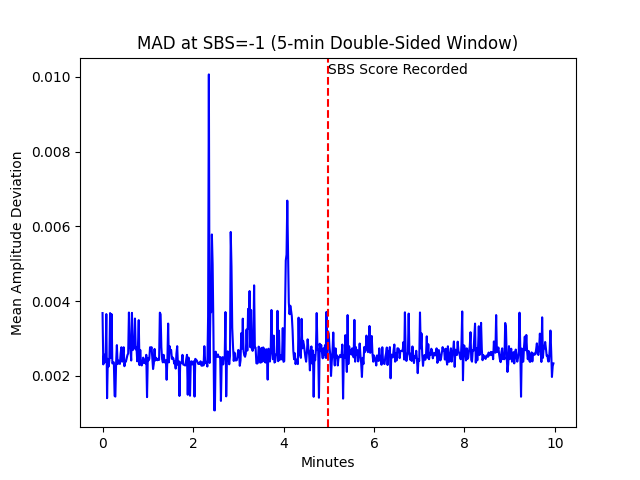 MAD at SBS=-1 (5-min Double-Sided Window)
SBS Score Recorded
0.010
0.008
0.006
0.004
0.002
Mean Amplitude Deviation
0 2 4 6 8 10
Minutes